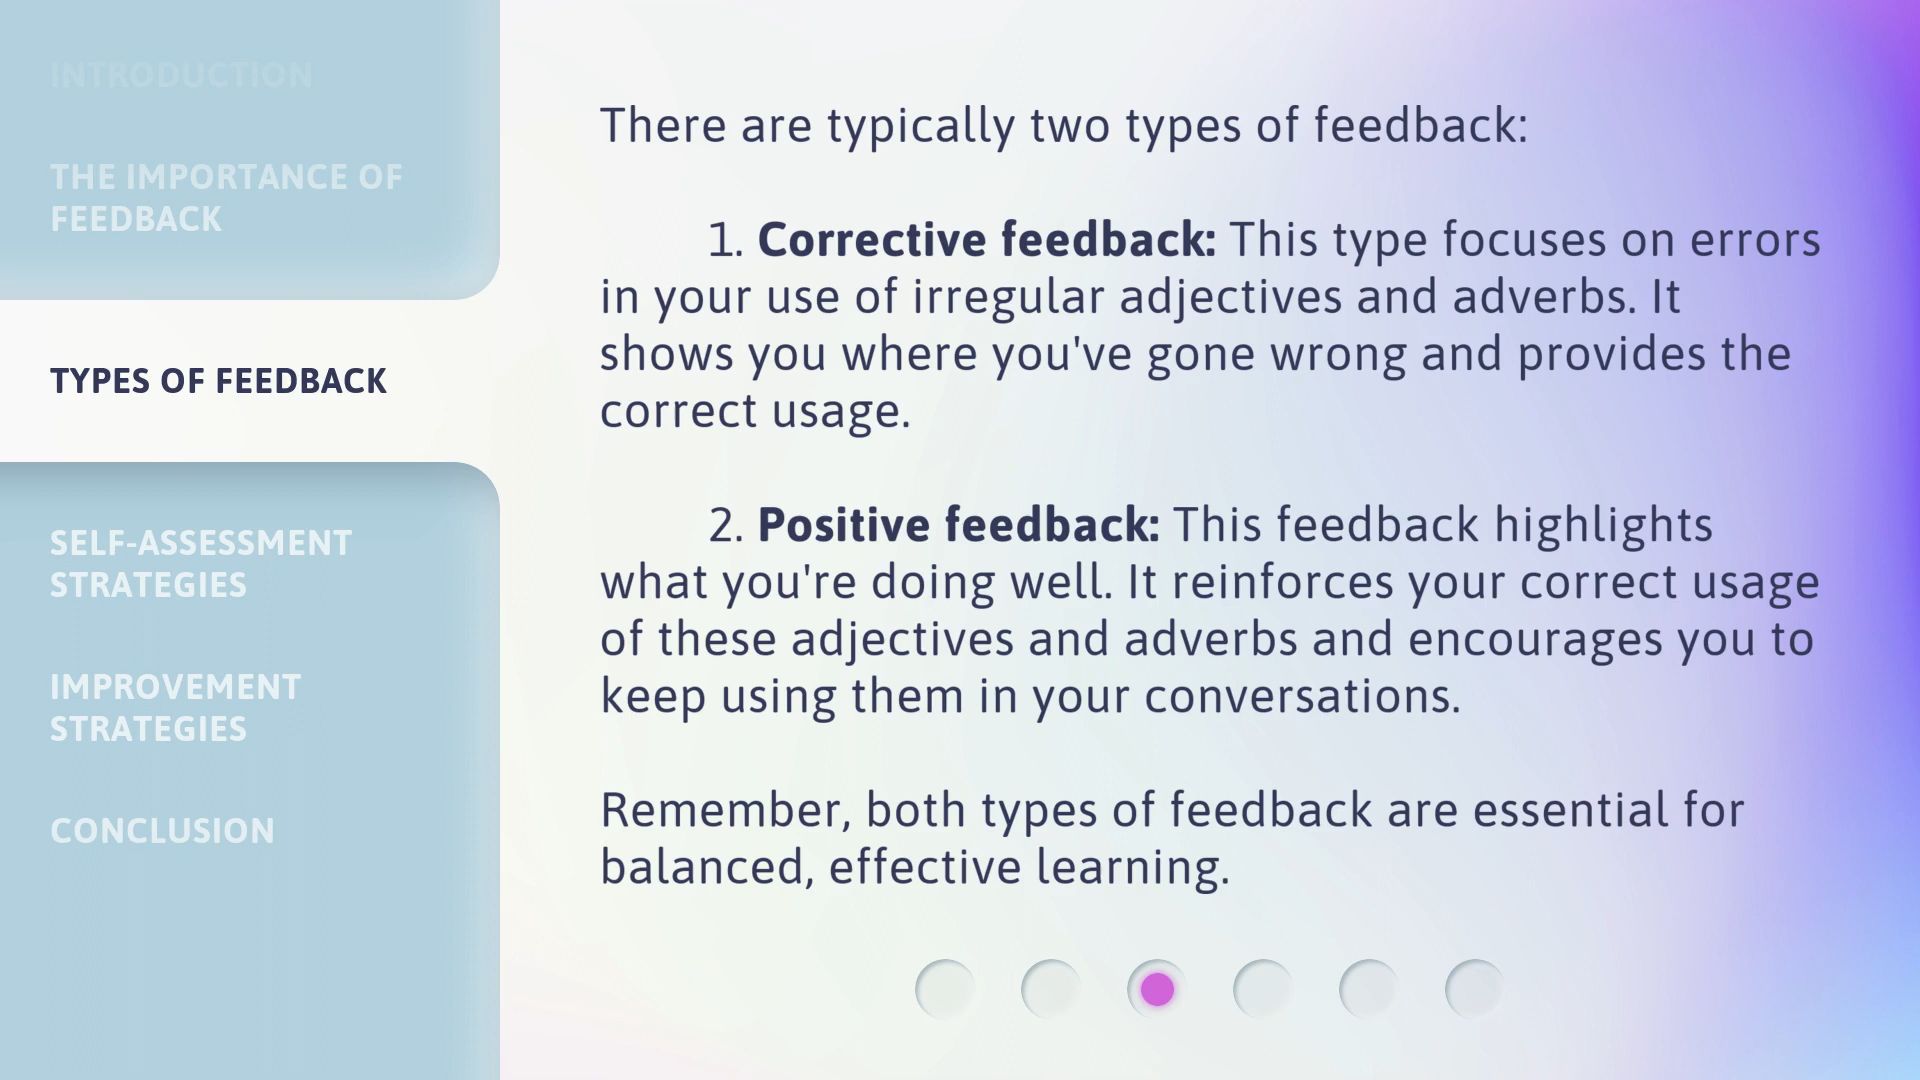 INTRODUCTION
THE IMPORTANCE OF
FEEDBACK
TYPES OF FEEDBACK
SELF-ASSESSMENT
STRATEGIES
IMPROVEMENT
STRATEGIES
CONCLUSION
There are typically two types of feedback:
1. Corrective feedback: This type focuses on errors
in your use of irregular adjectives and adverbs. It
shows you where you've gone wrong and provides the
correct usage.
2. Positive feedback: This feedback highlights
what you're doing well. It reinforces your correct usage
of these adjectives and adverbs and encourages you to
keep using them in your conversations.
Remember, both types of feedback are essential for
balanced, effective learning.